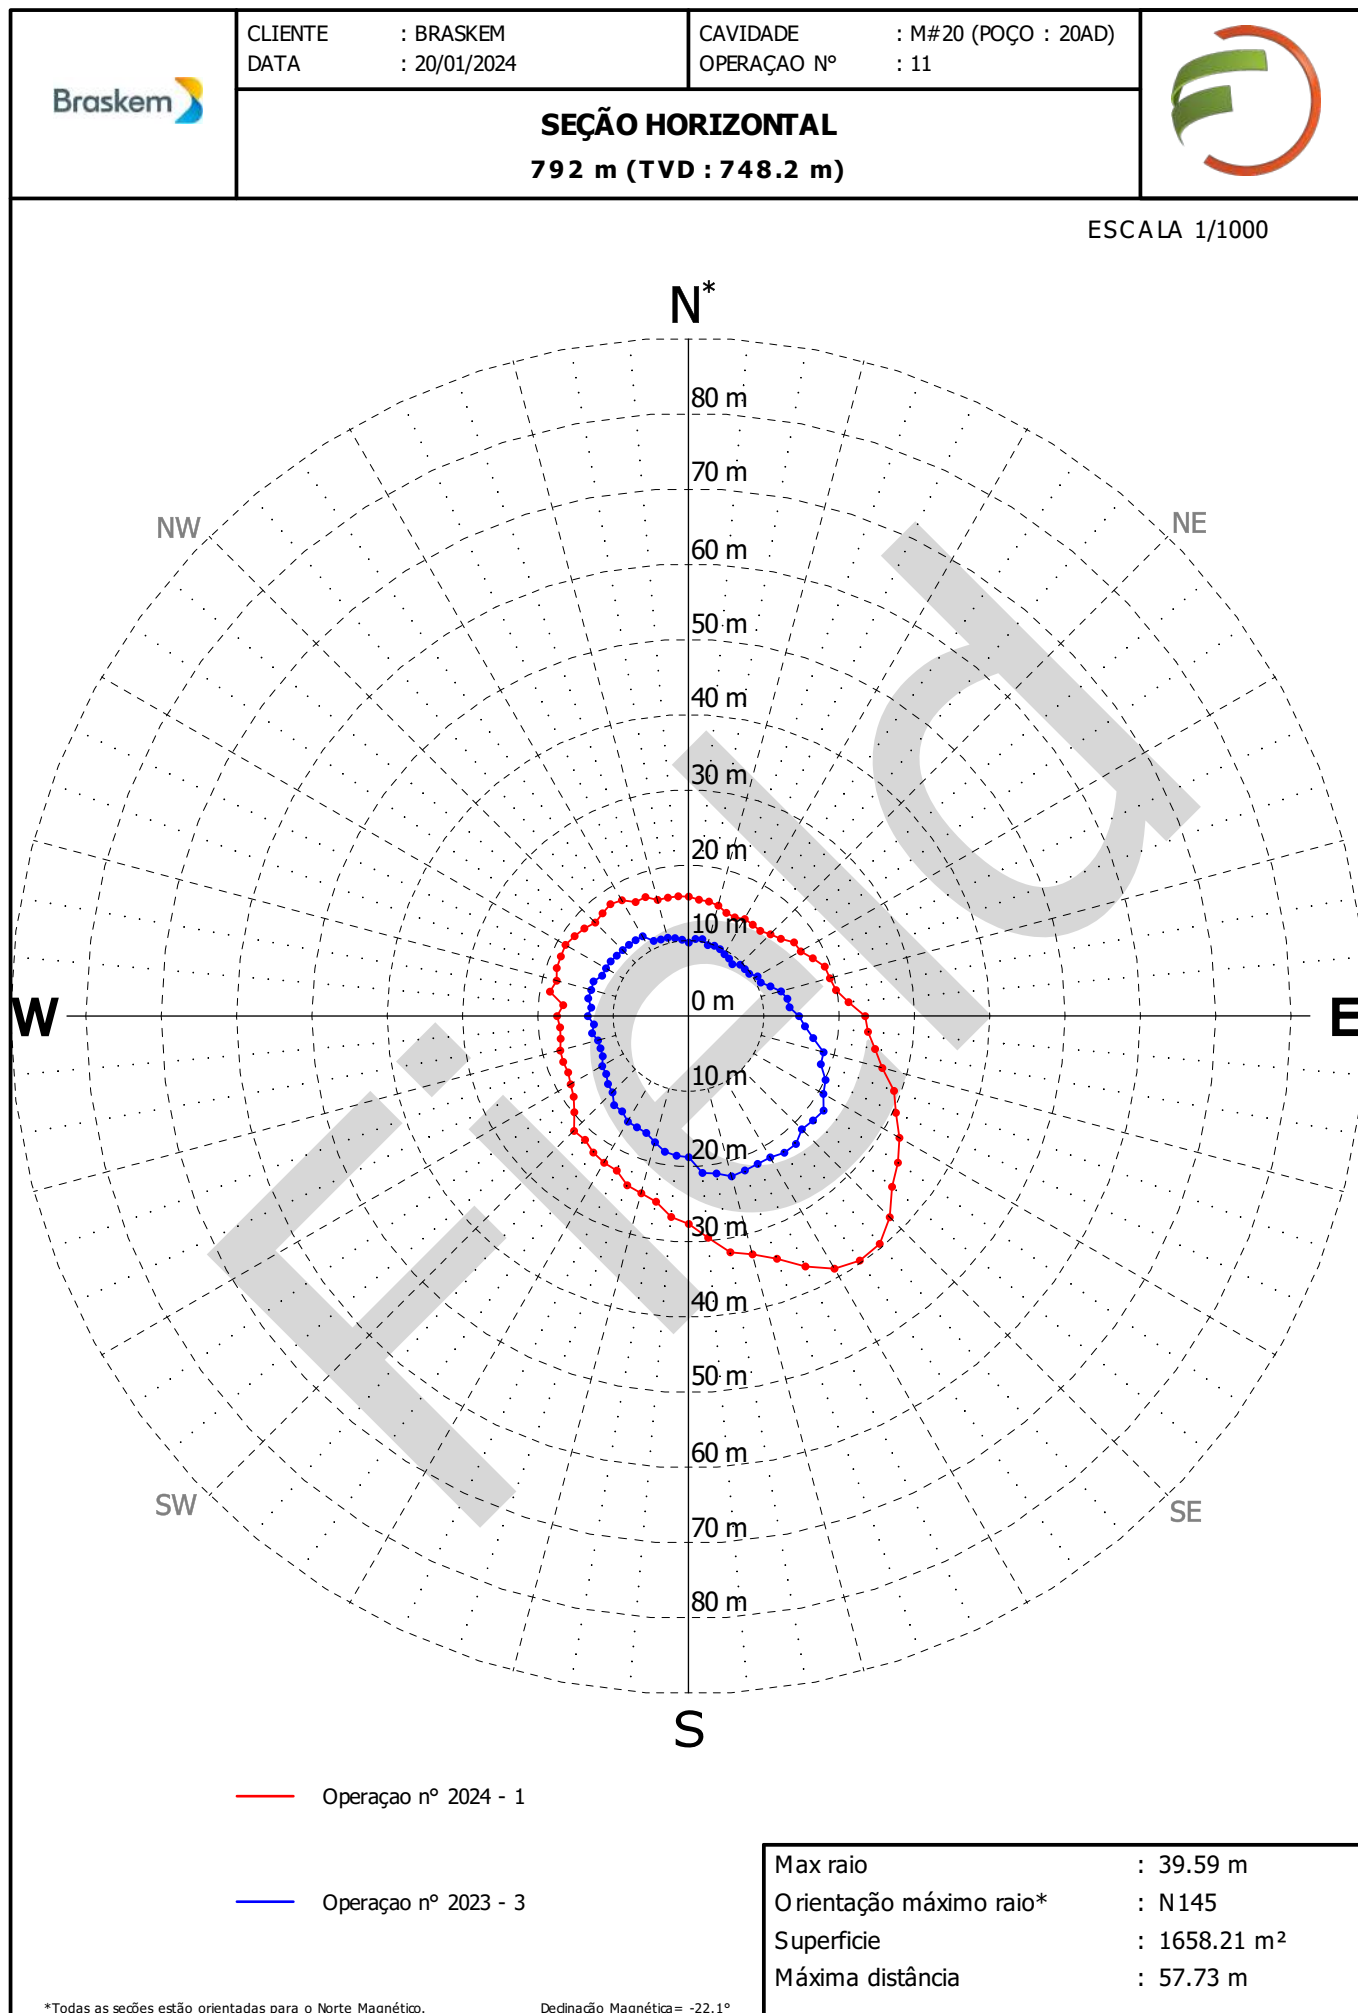 Braskem
CLIENTE : BRASKEM
DATA : 20/01/2024
CAVIDADE : M#20 (POÇO : 20AD)
OPERAÇAO N° : 11
SEÇÃO HORIZONTAL
792 m (TVD : 748.2 m)
ESCALA 1/1000
N*
80 m
70 m
NW
NE
60 m
50 m
40 m
30 m
20 m
10 m
0 m
W
E
10 m
20 m
30 m
40 m
50 m
60 m
SW
SE
70 m
80 m
S
Field
Operaçao n° 2024 - 1
Operaçao n° 2023 - 3
Max raio : 39.59 m
Orientação máximo raio* : N145
Superficie : 1658.21 m²
Máxima distância : 57.73 m
*Todas as seções estão orientadas para o Norte Magnético.
Declinação Magnética= -22.1°